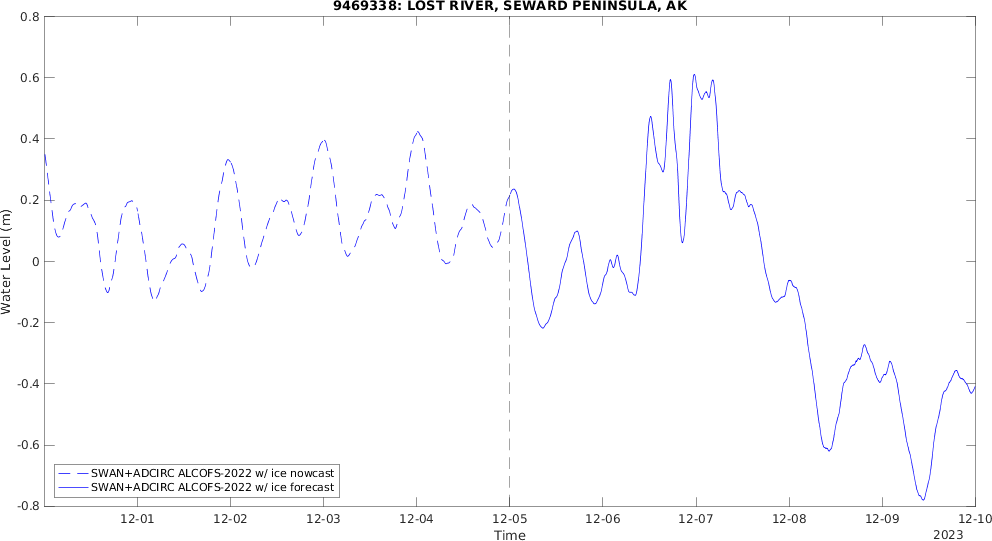 9469338: LOST RIVER, SEWARD PENINSULA, AK
0.8
0.6
0.4
0.2
0
-0.2
-0.4
-0.6
-0.8
Water Level (m)
SWAN+ADCIRC ALCOFS-2022 w/ ice nowcast
SWAN+ADCIRC ALCOFS-2022 w/ ice forecast
12-01 12-02 12-03 12-04 12-05 12-06 12-07 12-08 12-09 12-10
Time
2023